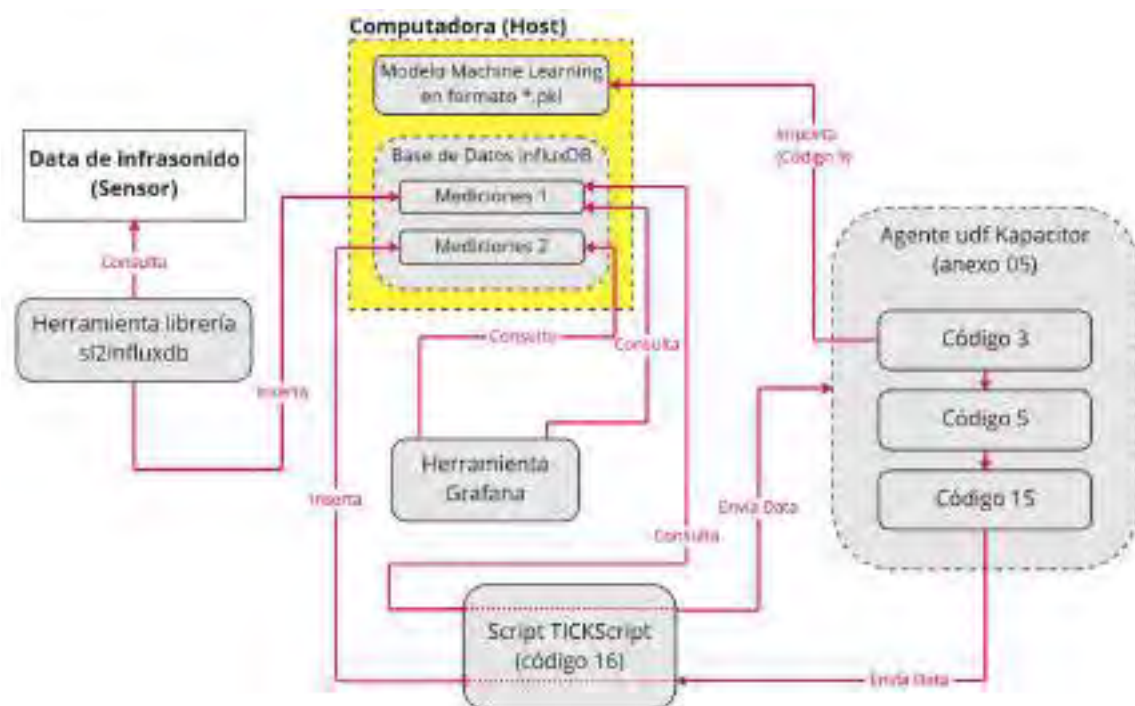 Computadora (Host)
Modelo Machine Learning
en formato *.pkl
Base de Datos InfluxDB
Mediciones 1
Mediciones 2
Data de infrasonido
(Sensor)
Consulta
Herramienta librería
sl2influxdb
Inserta
Consulta
Consulta
Herramienta
Grafana
Inserta
Consulta
Envía Data
Importa
(Código 9)
Agente udf Kapacitor
(anexo 05)
Código 3
Código 5
Código 15
Script TICKScript
(código 16)
Envía Data